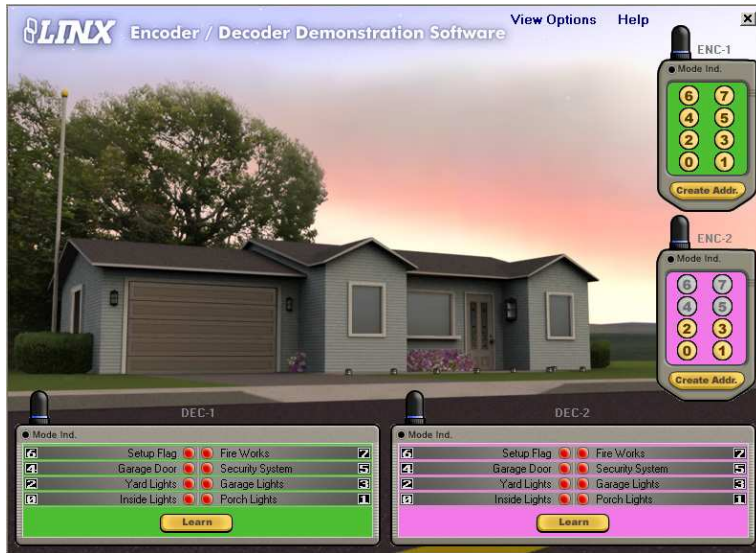 LINX Encoder / Decoder Demonstration Software View Options Help X
ENC-1
Mode Ind.
6 7
4 5
2 3
0 1
Create Addr.
ENC-2
Mode Ind.
6 7
4 5
2 3
0 1
Create Addr.
DEC-1
Mode Ind.
6 Setup Flag Fire Works 7
4 Garage Door Security System 5
2 Yard Lights Garage Lights 3
0 Inside Lights Porch Lights 1
Learn
DEC-2
Mode Ind.
6 Setup Flag Fire Works 7
4 Garage Door Security System 5
2 Yard Lights Garage Lights 3
0 Inside Lights Porch Lights 1
Learn